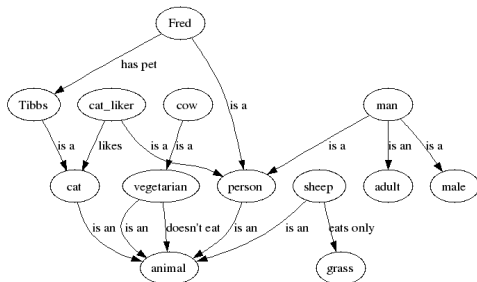 Fred
has pet
Tibbs cat_liker cow is a man
is a likes is a is a is a is an is a
cat vegetarian person sheep adult male
is an is an doesn't eat is an is an eats only
animal grass